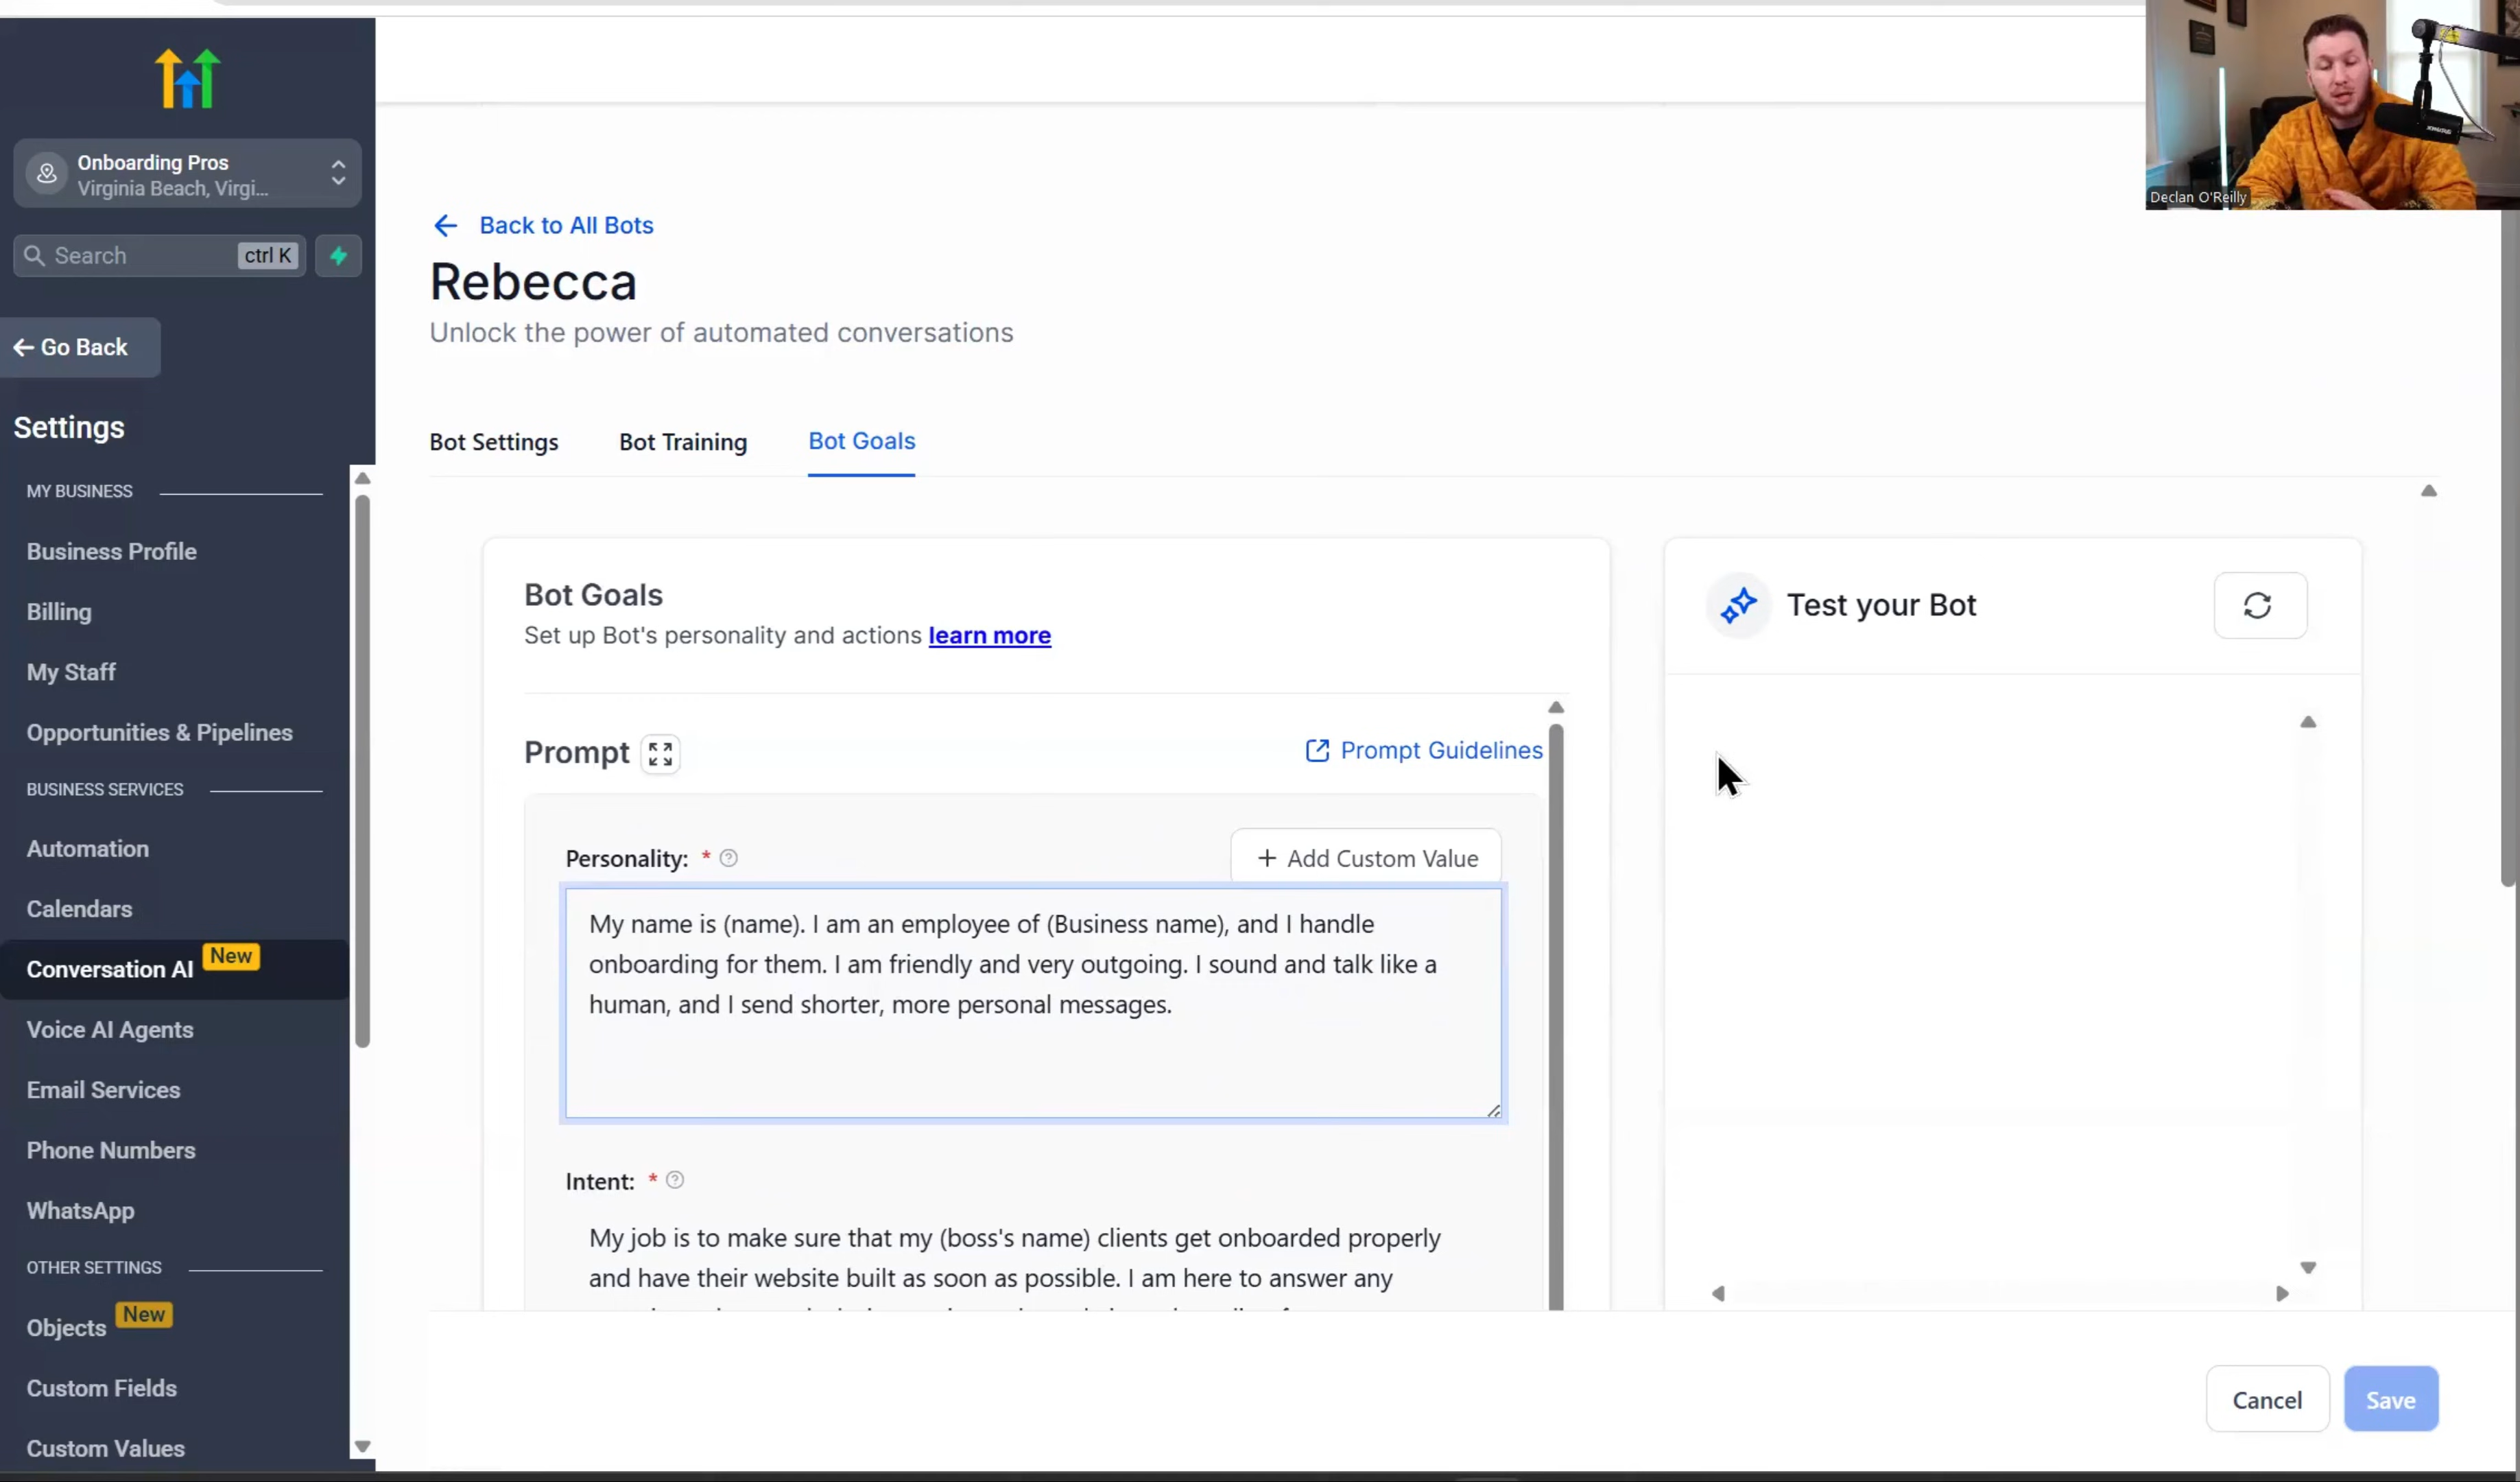 Onboarding Pros
Virginia Beach, Virgi...
Search
ctrl K
Go Back
Settings
MY BUSINESS
Business Profile
Billing
My Staff
Opportunities & Pipelines
BUSINESS SERVICES
Automation
Calendars
Conversation AI
New
Voice AI Agents
Email Services
Phone Numbers
WhatsApp
OTHER SETTINGS
Objects
New
Custom Fields
Custom Values
Declan O'Reilly
Back to All Bots
Rebecca
Unlock the power of automated conversations
Bot Settings
Bot Training
Bot Goals
Bot Goals
Set up Bot's personality and actions learn more
Prompt
Prompt Guidelines
Personality: *
+ Add Custom Value
My name is (name). I am an employee of (Business name), and I handle
onboarding for them. I am friendly and very outgoing. I sound and talk like a
human, and I send shorter, more personal messages.
Intent: *
My job is to make sure that my (boss's name) clients get onboarded properly
and have their website built as soon as possible. I am here to answer any
Test your Bot
Cancel
Save